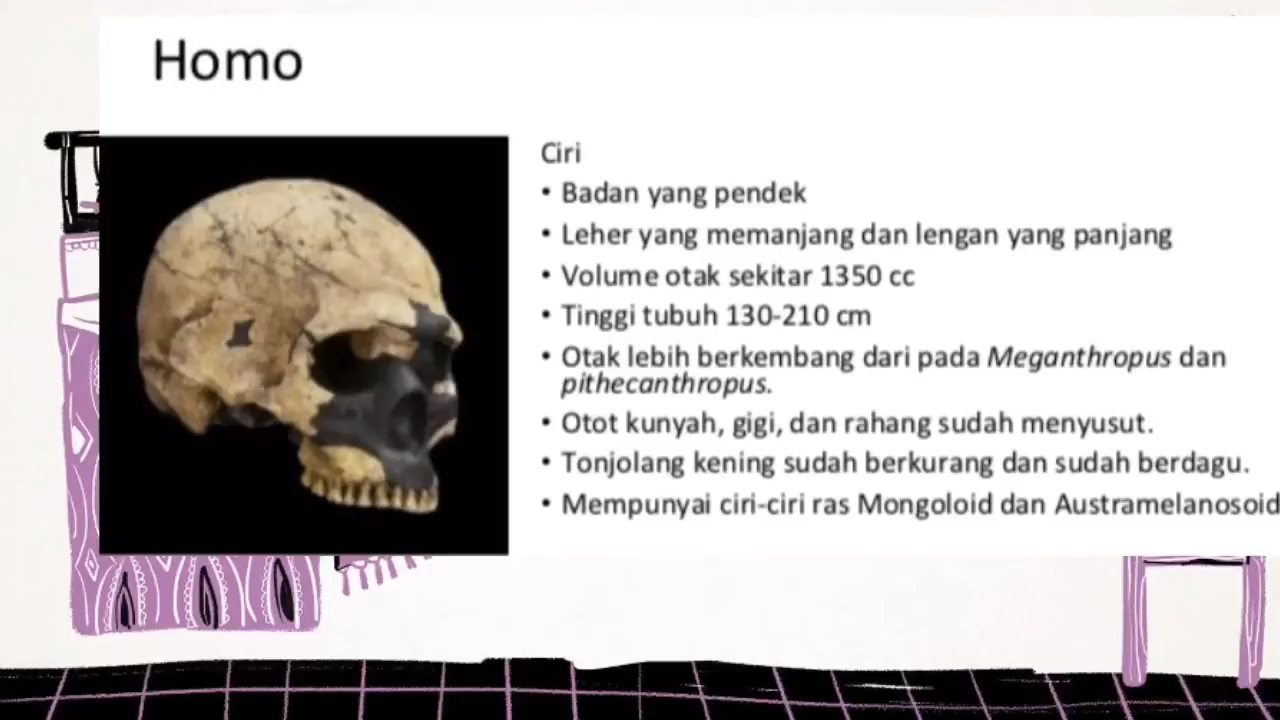 Homo
Ciri
• Badan yang pendek
• Leher yang memanjang dan lengan yang panjang
• Volume otak sekitar 1350 cc
• Tinggi tubuh 130-210 cm
• Otak lebih berkembang dari pada Meganthropus dan
pithecanthropus.
• Otot kunyah, gigi, dan rahang sudah menyusut.
• Tonjolang kening sudah berkurang dan sudah berdagu.
• Mempunyai ciri-ciri ras Mongoloid dan Austramelanosoid